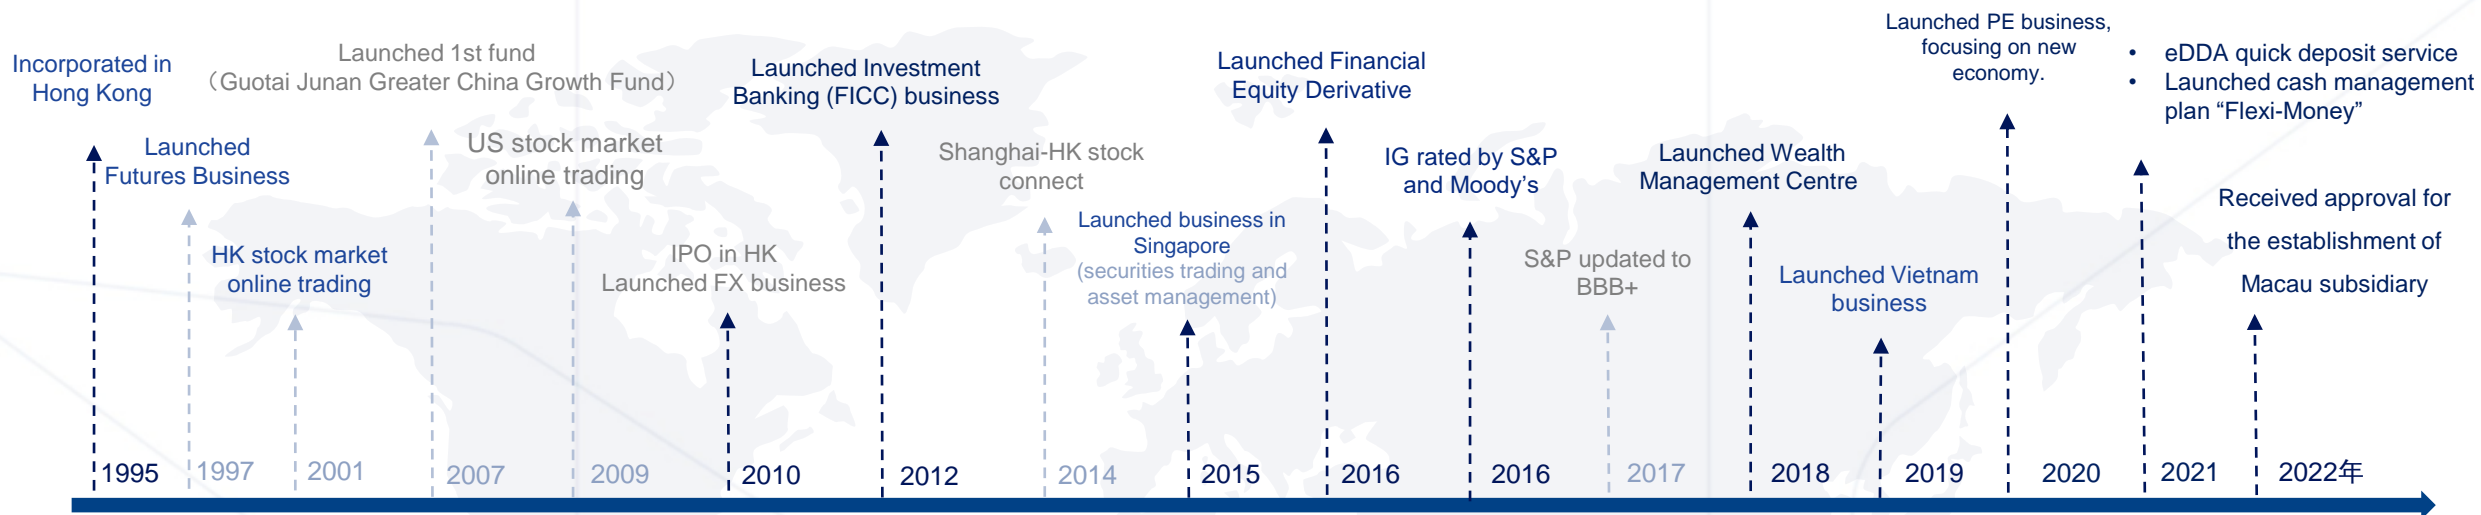 Incorporated in
Hong Kong
Launched
Futures Business
HK stock market
online trading
Launched 1st fund
（Guotai Junan Greater China Growth Fund）
US stock market
online trading
IPO in HK
Launched FX business
Launched Investment
Banking (FICC) business
Shanghai-HK stock
connect
Launched business in
Singapore
(securities trading and
asset management)
Launched Financial
Equity Derivative
IG rated by S&P
and Moody's
S&P updated to
BBB+
Launched Wealth
Management Centre
Launched Vietnam
business
Launched PE business,
focusing on new
economy.
• eDDA quick deposit service
• Launched cash management
plan “Flexi-Money”
Received approval for
the establishment of
Macau subsidiary
1995
1997
2001
2007
2009
2010
2012
2014
2015
2016
2016
2017
2018
2019
2020
2021
2022年